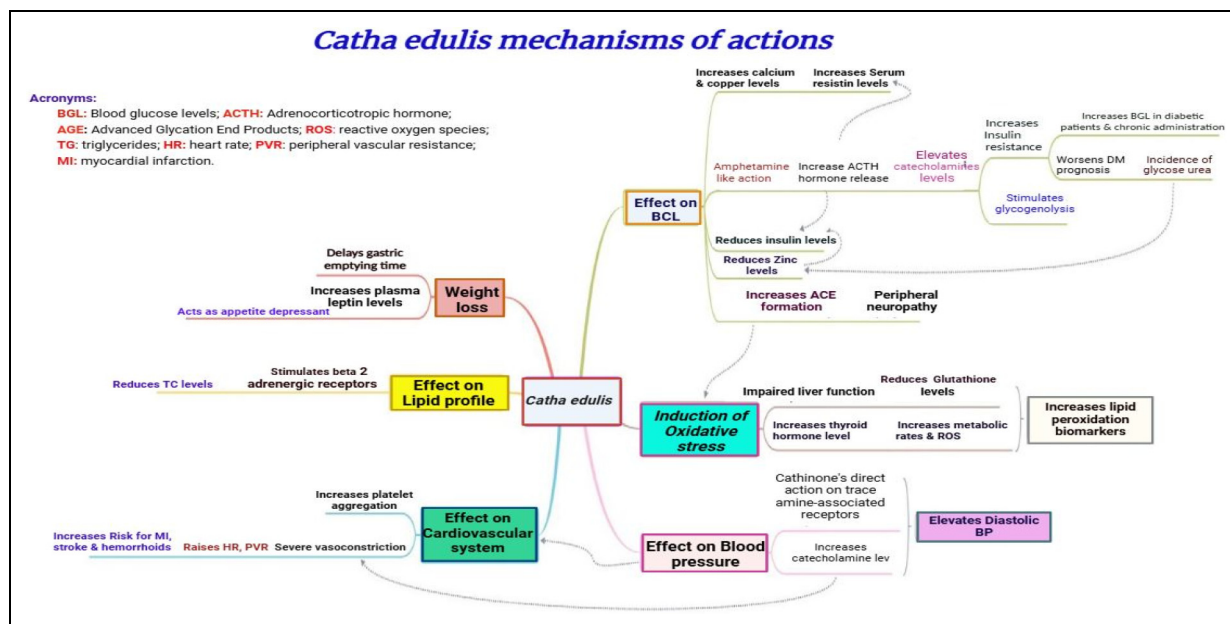 Catha edulis mechanisms of actions
Acronyms:
BGL: Blood glucose levels; ACTH: Adrenocorticotropic hormone;
AGE: Advanced Glycation End Products; ROS: reactive oxygen species;
TG: triglycerides; HR: heart rate; PVR: peripheral vascular resistance;
MI: myocardial infarction.
Increases calcium
& copper levels
Increases Serum
resistin levels
Amphetamine
like action
Increase ACTH
hormone release
Elevates
catecholamines
levels
Increases
Insulin
resistance
Increases BGL in diabetic
patients & chronic administration
Worsens DM
prognosis
Incidence of
glycose urea
Stimulates
glycogenolysis
Effect on
BCL
Reduces insulin levels
Reduces Zinc
levels
Increases ACE
formation
Peripheral
neuropathy
Delays gastric
emptying time
Increases plasma
leptin levels
Acts as appetite depressant
Weight
loss
Reduces TC levels
Stimulates beta 2
adrenergic receptors
Effect on
Lipid profile
Catha edulis
Induction of
Oxidative
stress
Impaired liver function
Reduces Glutathione
levels
Increases thyroid
hormone level
Increases metabolic
rates & ROS
Increases lipid
peroxidation
biomarkers
Increases platelet
aggregation
Increases Risk for MI,
stroke & hemorrhoids
Raises HR, PVR
Severe vasoconstriction
Effect on
Cardiovascular
system
Effect on Blood
pressure
Cathinone's direct
action on trace
amine-associated
receptors
Increases
catecholamine lev
Elevates Diastolic
BP